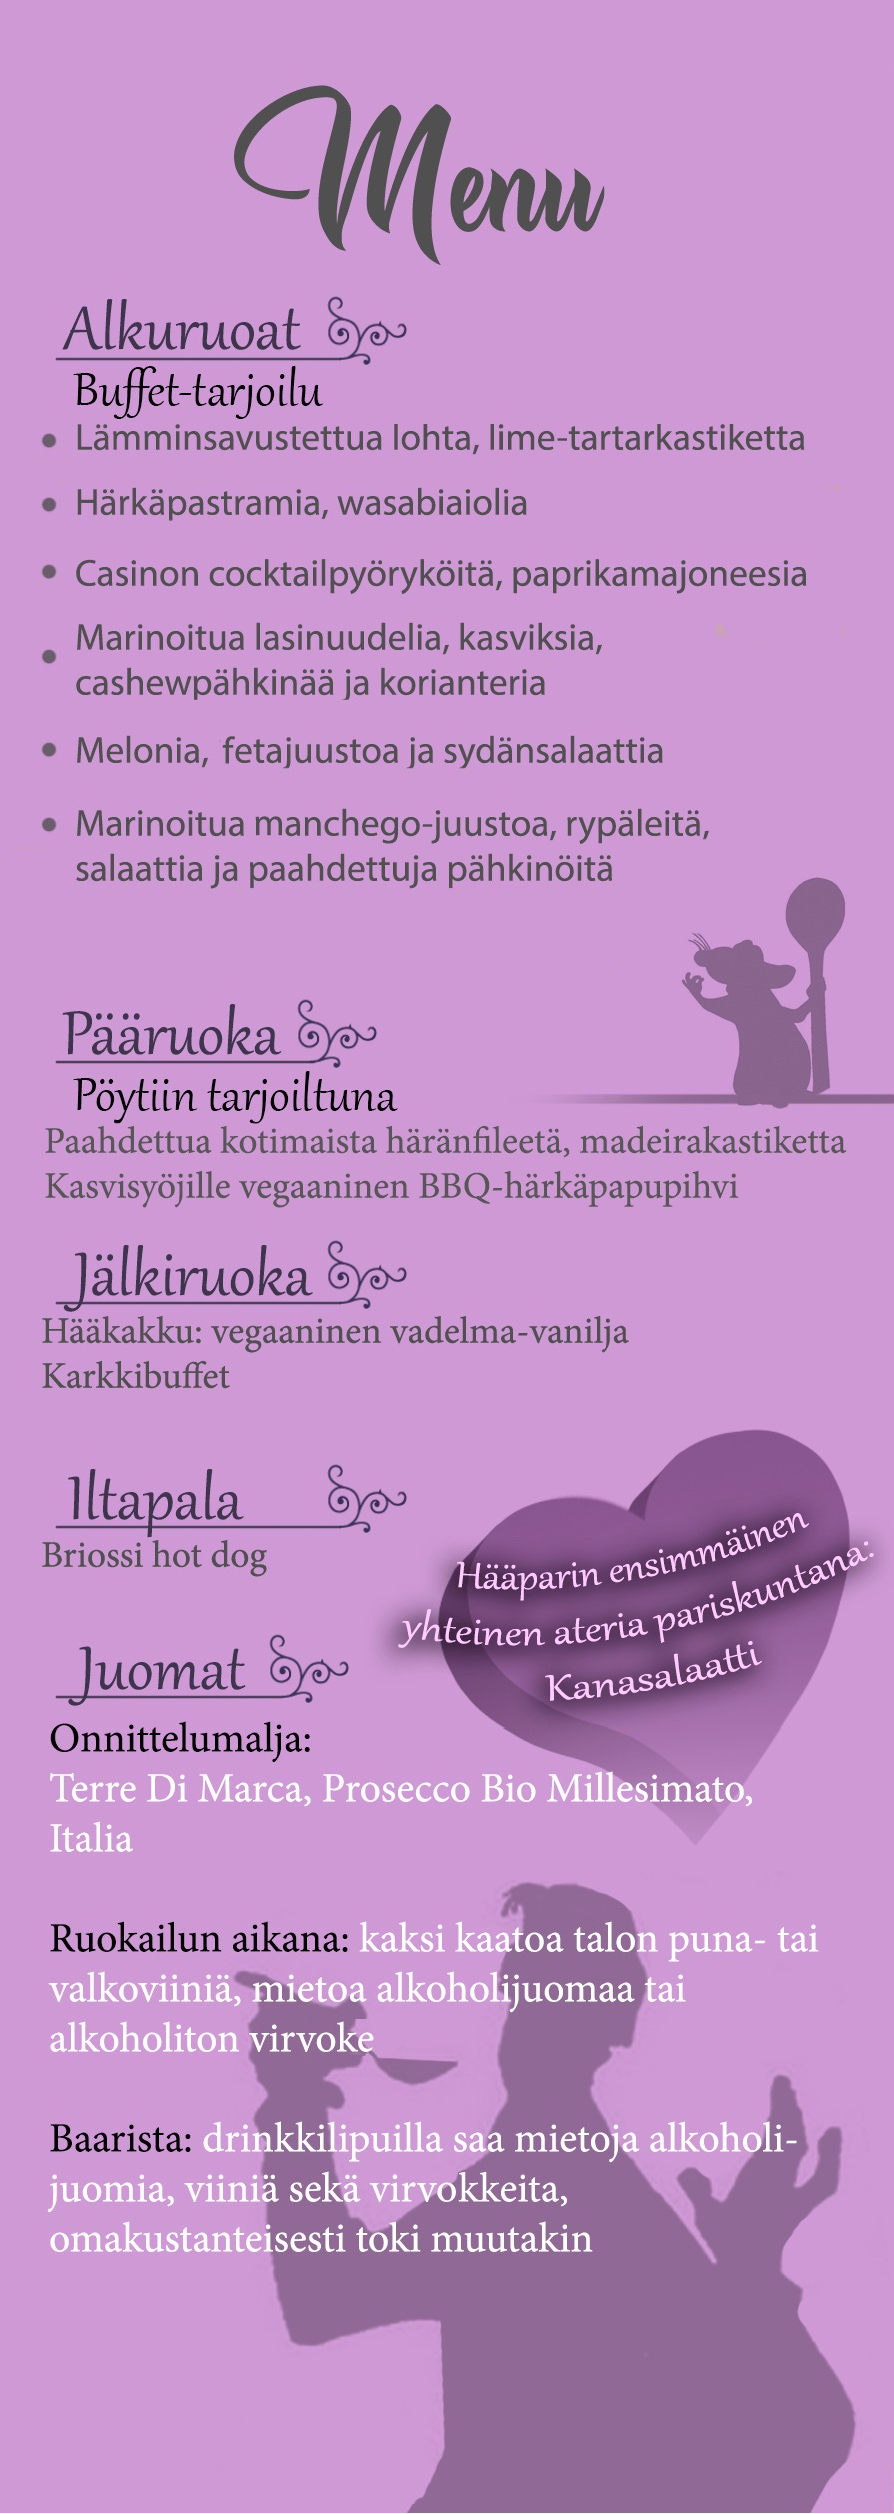 Menu
Alkuruoat
Buffet-tarjoilu
• Lämminsavustettua lohta, lime-tartarkastiketta
• Härkäpastramia, wasabiaiolia
• Casinon cocktailpyöryköitä, paprikamajoneesia
• Marinoitua lasinuudelia, kasviksia,
cashewpähkinää ja korianteria
• Melonia, fetajuustoa ja sydänsalaattia
• Marinoitua manchego-juustoa, rypäleitä,
salaattia ja paahdettuja pähkinöitä
Pääruoka
Pöytiin tarjoiltuna
Paahdettua kotimaista häränfileetä, madeirakastiketta
Kasvisyöjille vegaaninen BBQ-härkäpapupihvi
Jälkiruoka
Hääkakku: vegaaninen vadelma-vanilja
Karkkibuffet
Iltapala
Briossi hot dog
Hääparin ensimmäinen
yhteinen ateria pariskuntana:
Kanasalaatti
Juomat
Onnittelumalja:
Terre Di Marca, Prosecco Bio Millesimato,
Italia
Ruokailun aikana: kaksi kaatoa talon puna- tai
valkoviiniä, mietoa alkoholijuomaa tai
alkoholiton virvoke
Baarista: drinkkilipuilla saa mietoja alkoholi-
juomia, viiniä sekä virvokkeita,
omakustanteisesti toki muutakin